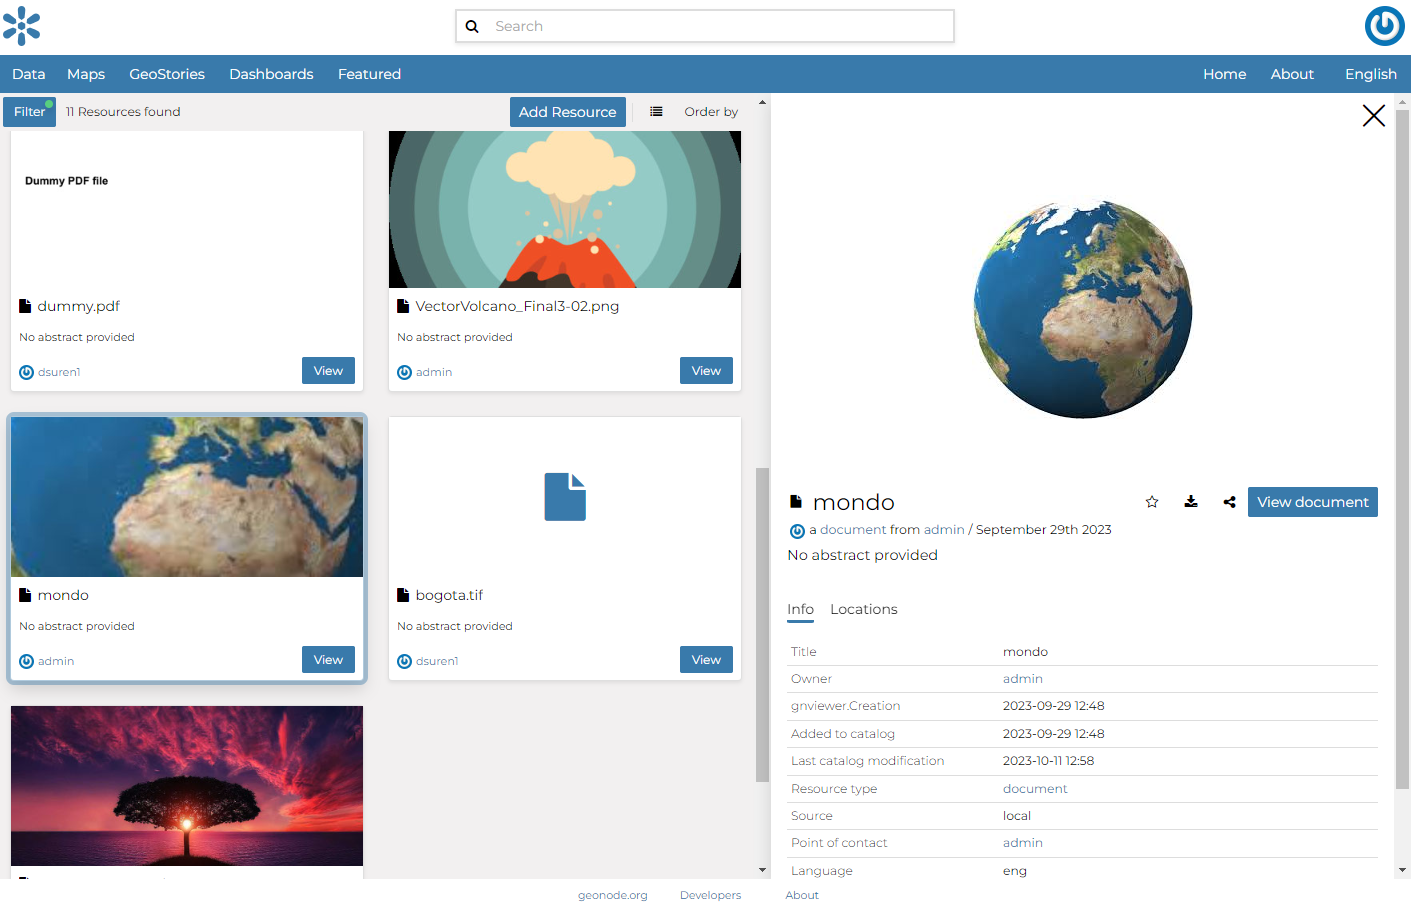 Search
Data Maps GeoStories Dashboards Featured Home About English
Filter 11 Resources found Add Resource Order by
Dummy PDF file
dummy.pdf
No abstract provided
dsuren1 View
VectorVolcano_Final3-02.png
No abstract provided
admin View
mondo
No abstract provided
admin View
bogota.tif
No abstract provided
dsuren1 View
mondo View document
a document from admin / September 29th 2023
No abstract provided
Info Locations
Title mondo
Owner admin
gnviewer.Creation 2023-09-29 12:48
Added to catalog 2023-09-29 12:48
Last catalog modification 2023-10-11 12:58
Resource type document
Source local
Point of contact admin
Language eng
geonode.org Developers About